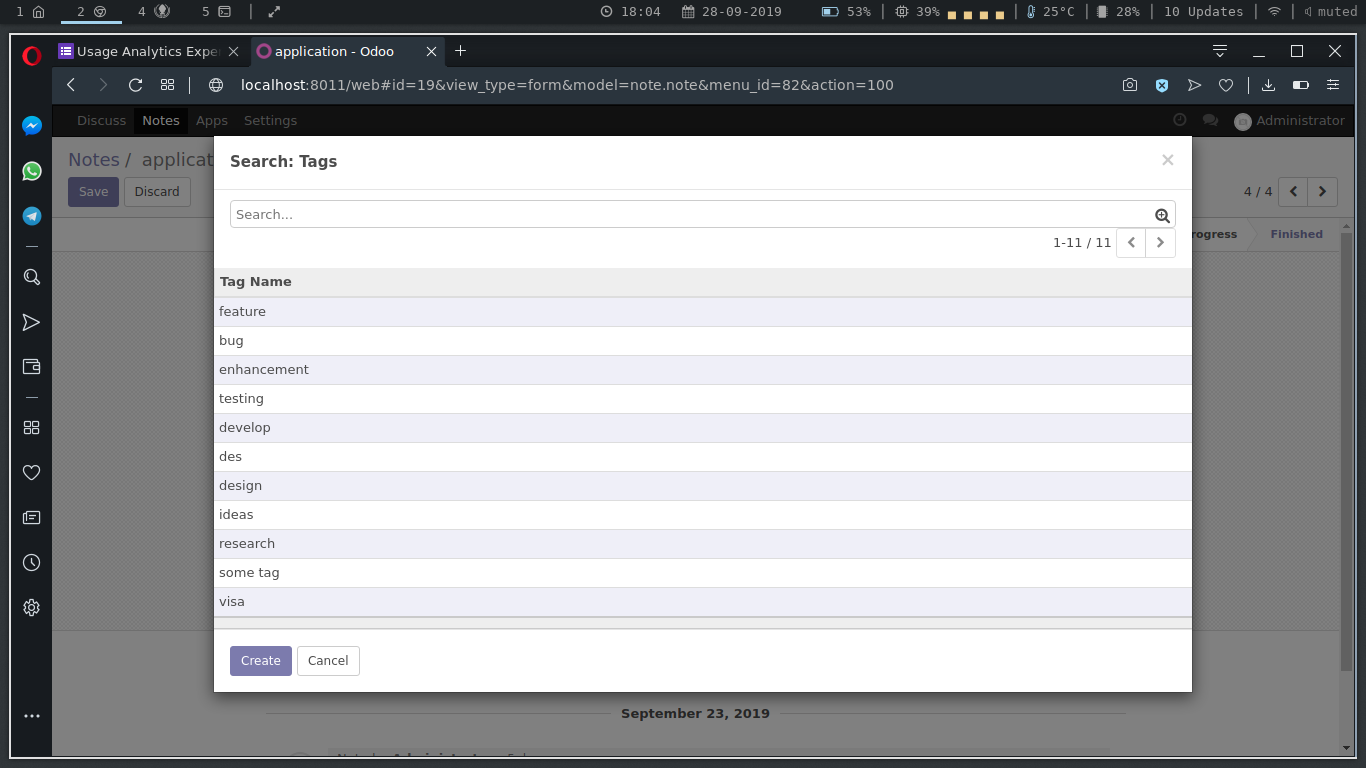 1 2 4 5 18:04 28-09-2019 53% 39% 25°C 28% 10 Updates muted
Usage Analytics Expe application - Odoo
localhost:8011/web#id=19&view_type=form&model=note.note&menu_id=82&action=100
Discuss Notes Apps Settings Administrator
Notes / applicat
Search: Tags
Save Discard
4 / 4
Search...
rogress Finished
1-11 / 11
Tag Name
feature
bug
enhancement
testing
develop
des
design
ideas
research
some tag
visa
Create Cancel
September 23, 2019